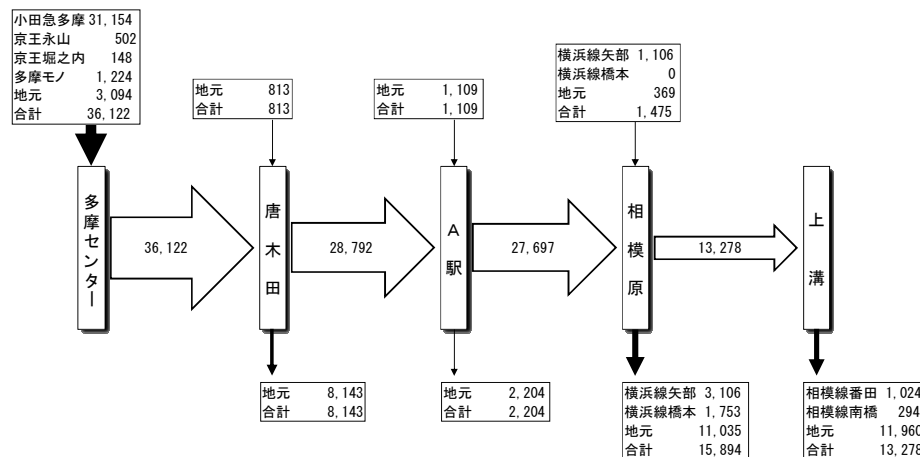 小田急多摩 31,154
京王永山 502
京王堀之内 148
多摩モノ 1,224
地元 3,094
合計 36,122
地元 813
合計 813
地元 1,109
合計 1,109
横浜線矢部 1,106
横浜線橋本 0
地元 369
合計 1,475
多摩センター
36,122
唐木田
28,792
A駅
27,697
相模原
13,278
上溝
地元 8,143
合計 8,143
地元 2,204
合計 2,204
横浜線矢部 3,106
横浜線橋本 1,753
地元 11,035
合計 15,894
相模線番田 1,024
相模線南橋 294
地元 11,960
合計 13,278